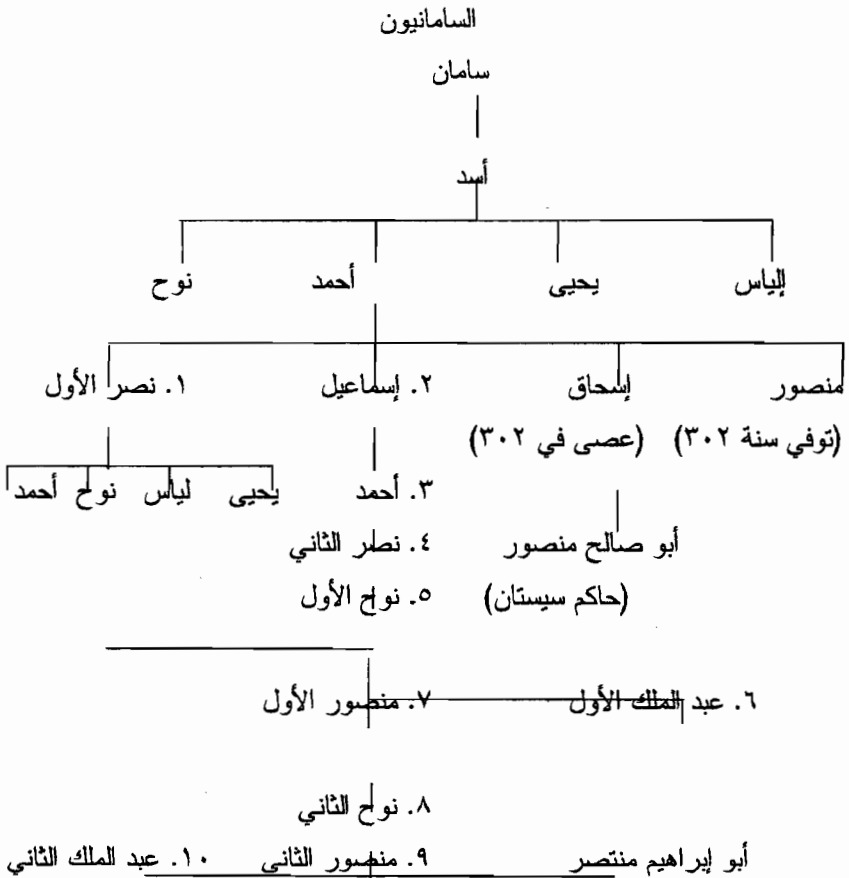 السامانيون
سامان
أسد
إلياس يحيى أحمد نوح
منصور إسحاق ٢. إسماعيل ١. نصر الأول
(توفي سنة ٣٠٢) (عصى في ٣٠٢)
٣. أحمد يحيى لياس نوح أحمد
أبو صالح منصور ٤. نصر الثاني
(حاكم سيستان) ٥. نواح الأول
٦. عبد الملك الأول ٧. منصور الأول
٨. نوح الثاني
أبو إبراهيم منتصر ٩. منصور الثاني ١٠. عبد الملك الثاني